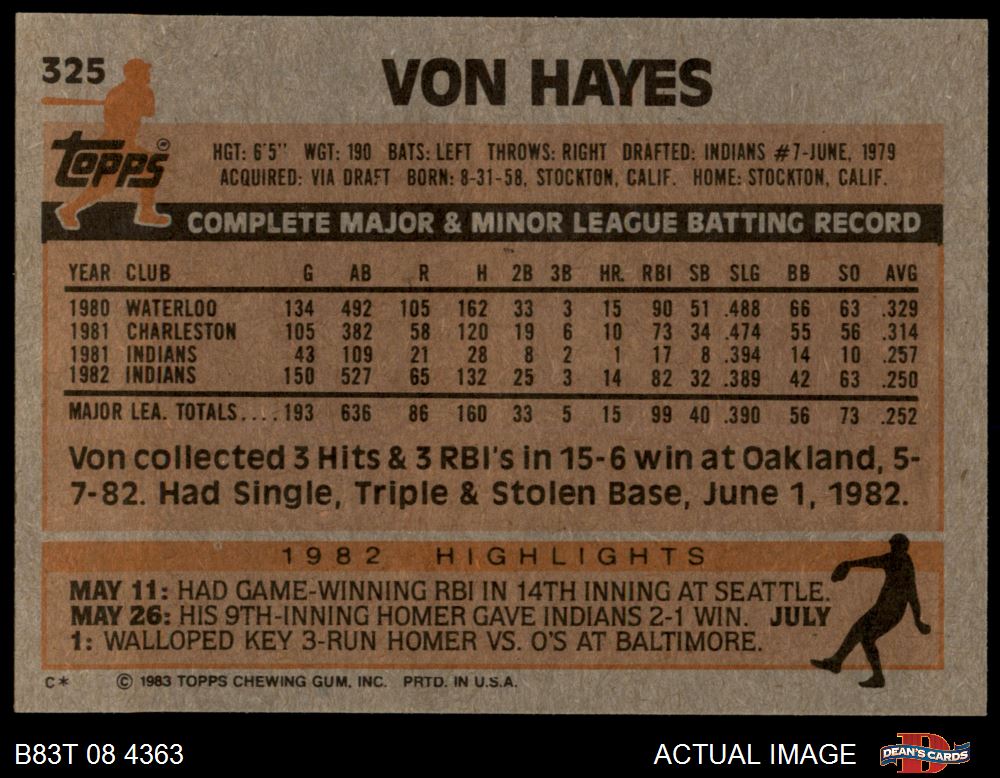 325
VON HAYES
Topps
HGT: 6'5" WGT: 190 BATS: LEFT THROWS: RIGHT DRAFTED: INDIANS #7-JUNE, 1979
ACQUIRED: VIA DRAFT BORN: 8-31-58, STOCKTON, CALIF. HOME: STOCKTON, CALIF.
COMPLETE MAJOR & MINOR LEAGUE BATTING RECORD
YEAR CLUB G AB R H 2B 3B HR. RBI SB SLG BB SO AVG
1980 WATERLOO 134 492 105 162 33 3 15 90 51 .488 66 63 .329
1981 CHARLESTON 105 382 58 120 19 6 10 73 34 .474 55 56 .314
1981 INDIANS 43 109 21 28 8 2 1 17 8 .394 14 10 .257
1982 INDIANS 150 527 65 132 25 3 14 82 32 .389 42 63 .250
MAJOR LEA. TOTALS....193 636 86 160 33 5 15 99 40 .390 56 73 .252
Von collected 3 Hits & 3 RBI's in 15-6 win at Oakland, 5-
7-82. Had Single, Triple & Stolen Base, June 1, 1982.
1982 HIGHLIGHTS
MAY 11: HAD GAME-WINNING RBI IN 14TH INNING AT SEATTLE.
MAY 26: HIS 9TH-INNING HOMER GAVE INDIANS 2-1 WIN. JULY
1: WALLOPED KEY 3-RUN HOMER VS. O'S AT BALTIMORE.
C* © 1983 TOPPS CHEWING GUM, INC. PRTD. IN U.S.A.
B83T 08 4363 ACTUAL IMAGE DEAN'S CARDS